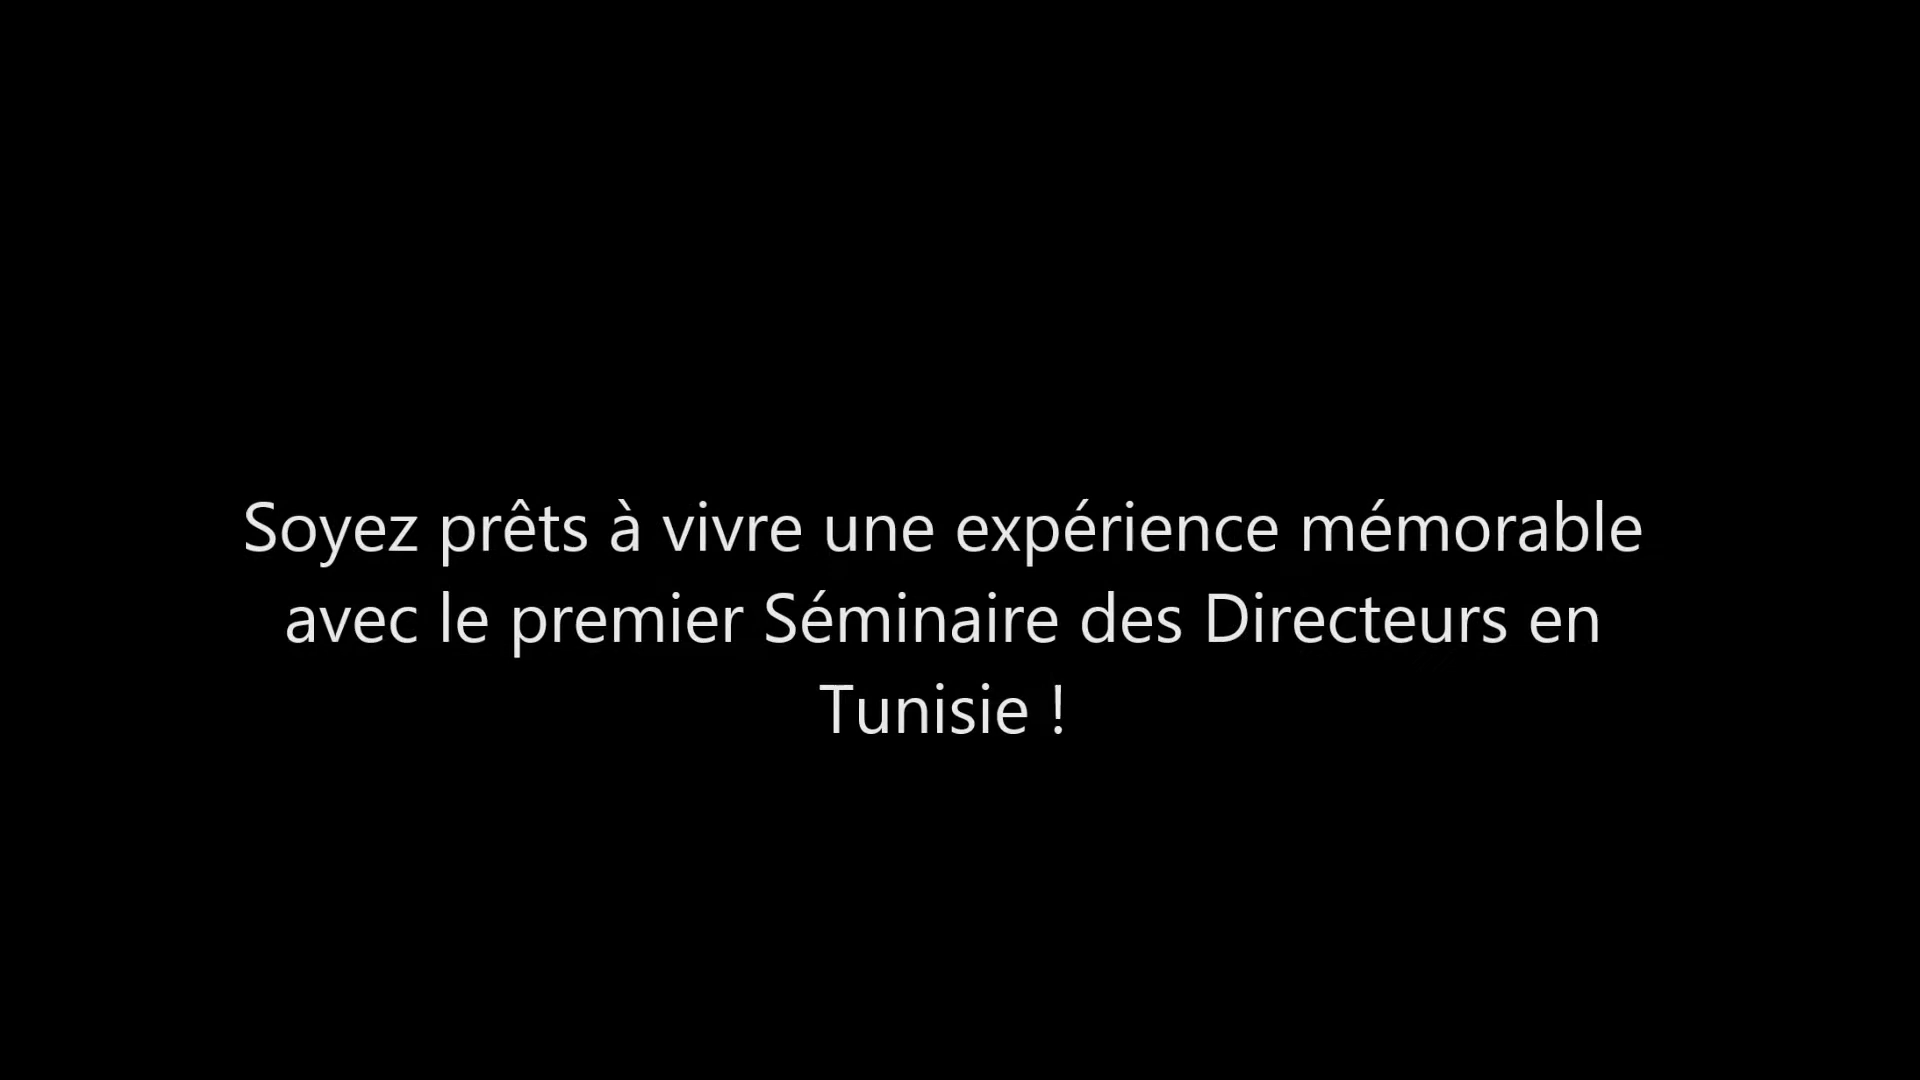 Soyez prêts à vivre une expérience mémorable
avec le premier Séminaire des Directeurs en
Tunisie !